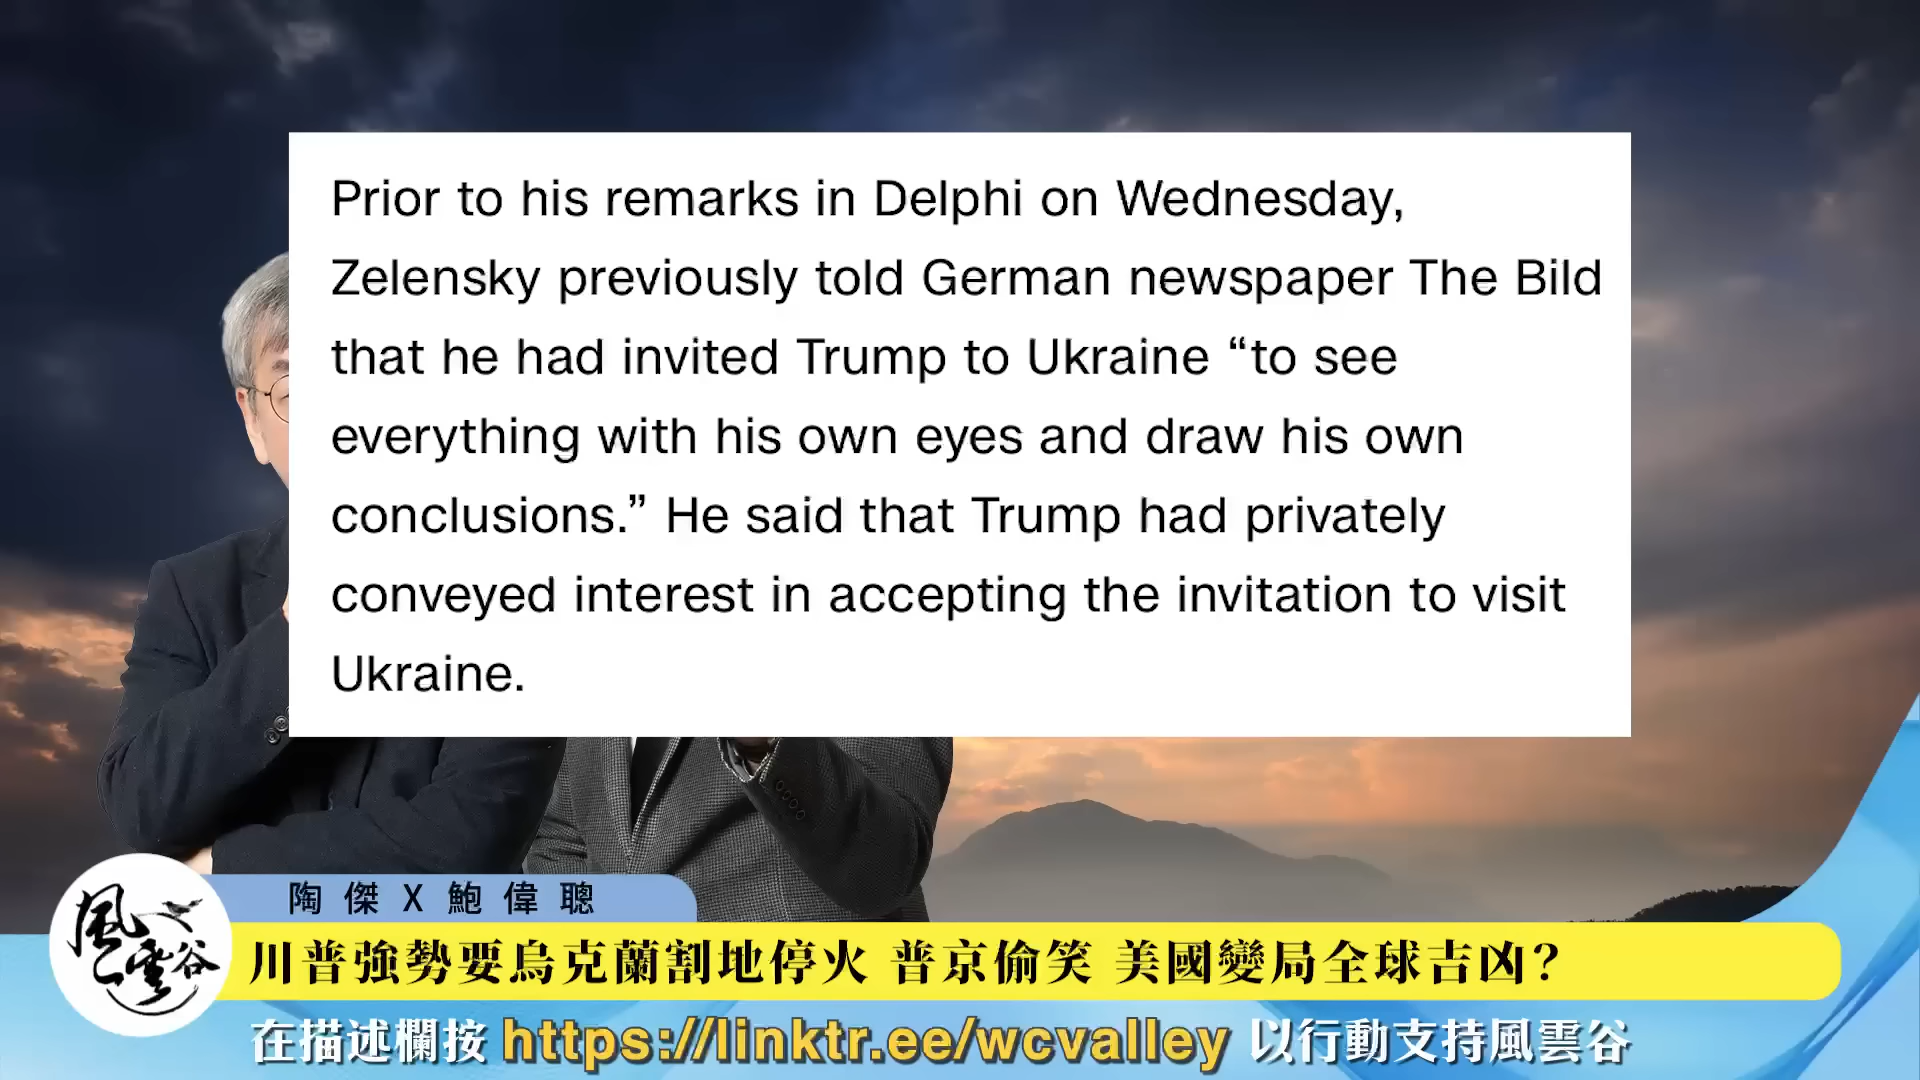 Prior to his remarks in Delphi on Wednesday,
Zelensky previously told German newspaper The Bild
that he had invited Trump to Ukraine “to see
everything with his own eyes and draw his own
conclusions.” He said that Trump had privately
conveyed interest in accepting the invitation to visit
Ukraine.
陶傑X鮑偉聰
風雲谷
川普強勢要烏克蘭割地停火 普京偷笑 美國變局全球吉凶?
在描述欄按 https://linktr.ee/wcvalley 以行動支持風雲谷